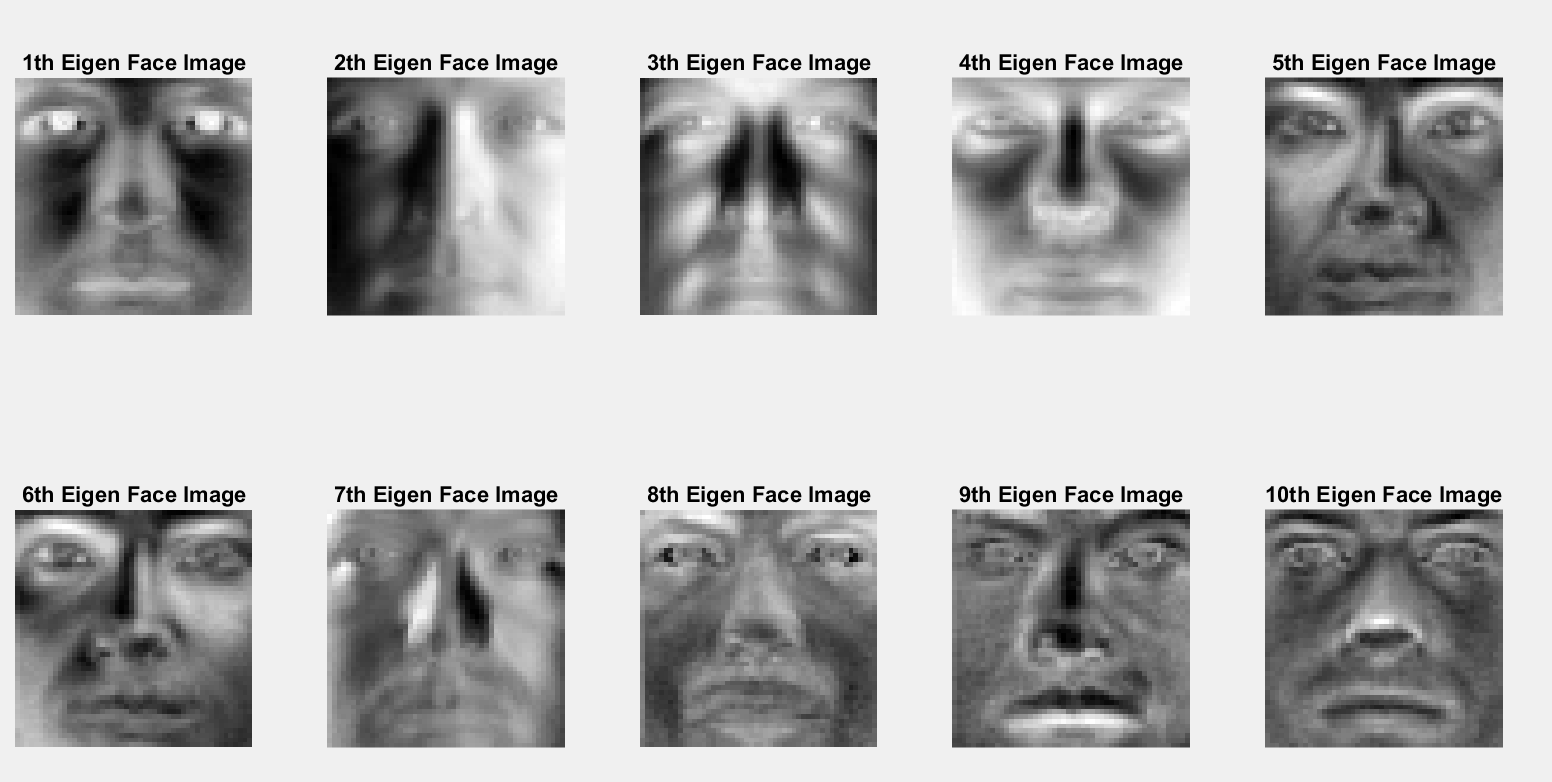 1th Eigen Face Image
2th Eigen Face Image
3th Eigen Face Image
4th Eigen Face Image
5th Eigen Face Image
6th Eigen Face Image
7th Eigen Face Image
8th Eigen Face Image
9th Eigen Face Image
10th Eigen Face Image